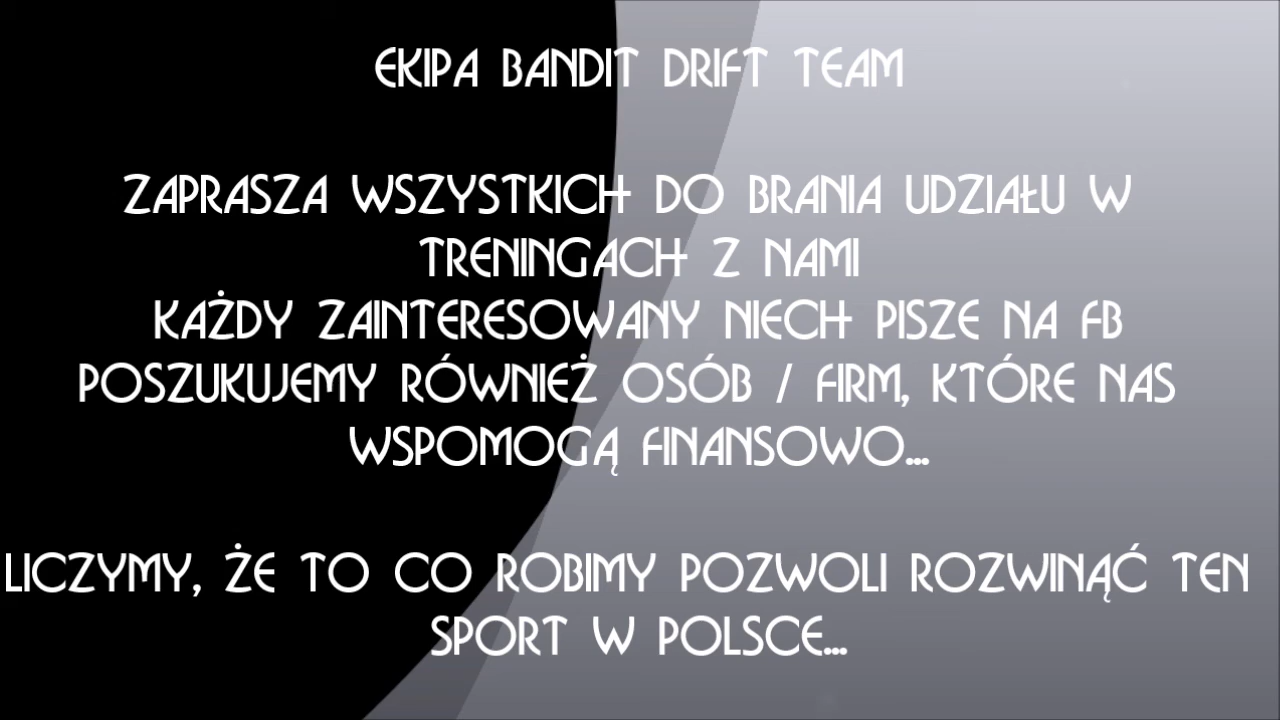 EKIPA BANDIT DRIFT TEAM
ZAPRASZA WSZYSTKICH DO BRANIA UDZIAŁU W
TRENINGACH Z NAMI
KAŻDY ZAINTERESOWANY NIECH PISZE NA FB
POSZUKUJEMY RÓWNIEŻ OSÓB / FIRM, KTÓRE NAS
WSPOMOGĄ FINANSOWO...
LICZYMY, ŻE TO CO ROBIMY POZWOLI ROZWINĄĆ TEN
SPORT W POLSCE...